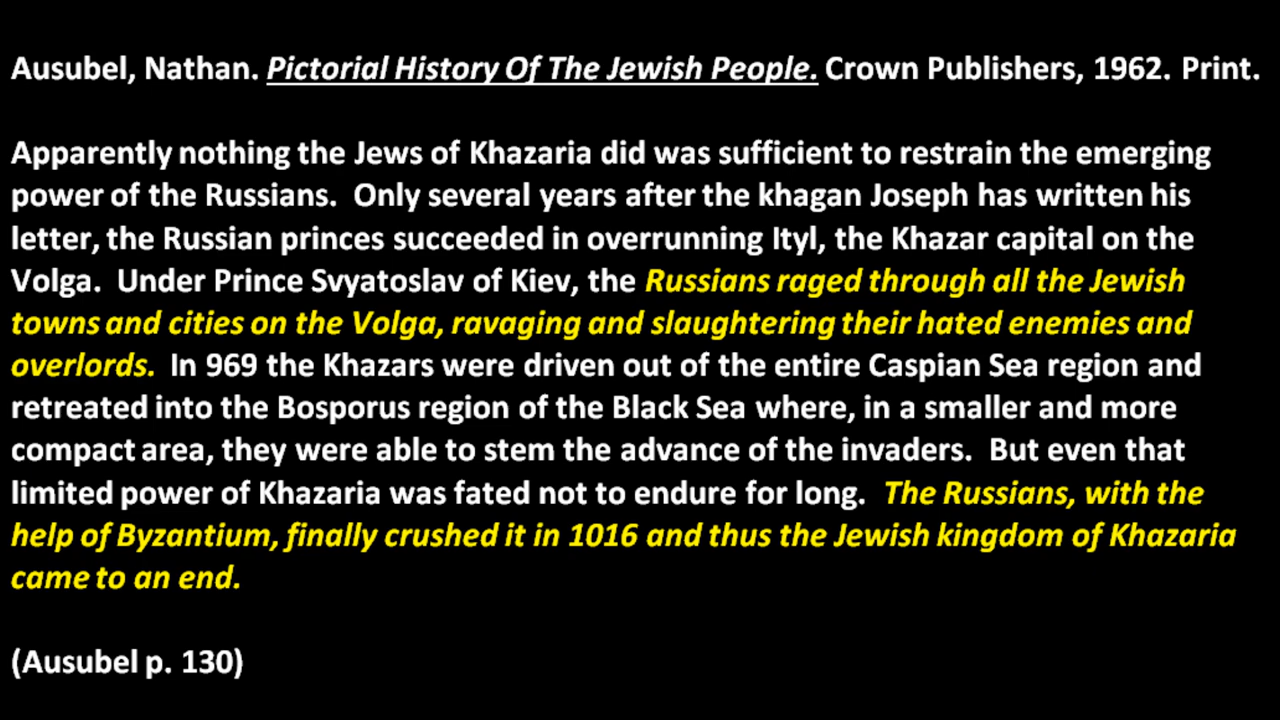 Ausubel, Nathan. Pictorial History Of The Jewish People. Crown Publishers, 1962. Print.
Apparently nothing the Jews of Khazaria did was sufficient to restrain the emerging
power of the Russians.  Only several years after the khagan Joseph has written his
letter, the Russian princes succeeded in overrunning Ityl, the Khazar capital on the
Volga.  Under Prince Svyatoslav of Kiev, the Russians raged through all the Jewish
towns and cities on the Volga, ravaging and slaughtering their hated enemies and
overlords.  In 969 the Khazars were driven out of the entire Caspian Sea region and
retreated into the Bosporus region of the Black Sea where, in a smaller and more
compact area, they were able to stem the advance of the invaders.  But even that
limited power of Khazaria was fated not to endure for long.  The Russians, with the
help of Byzantium, finally crushed it in 1016 and thus the Jewish kingdom of Khazaria
came to an end.
(Ausubel p. 130)